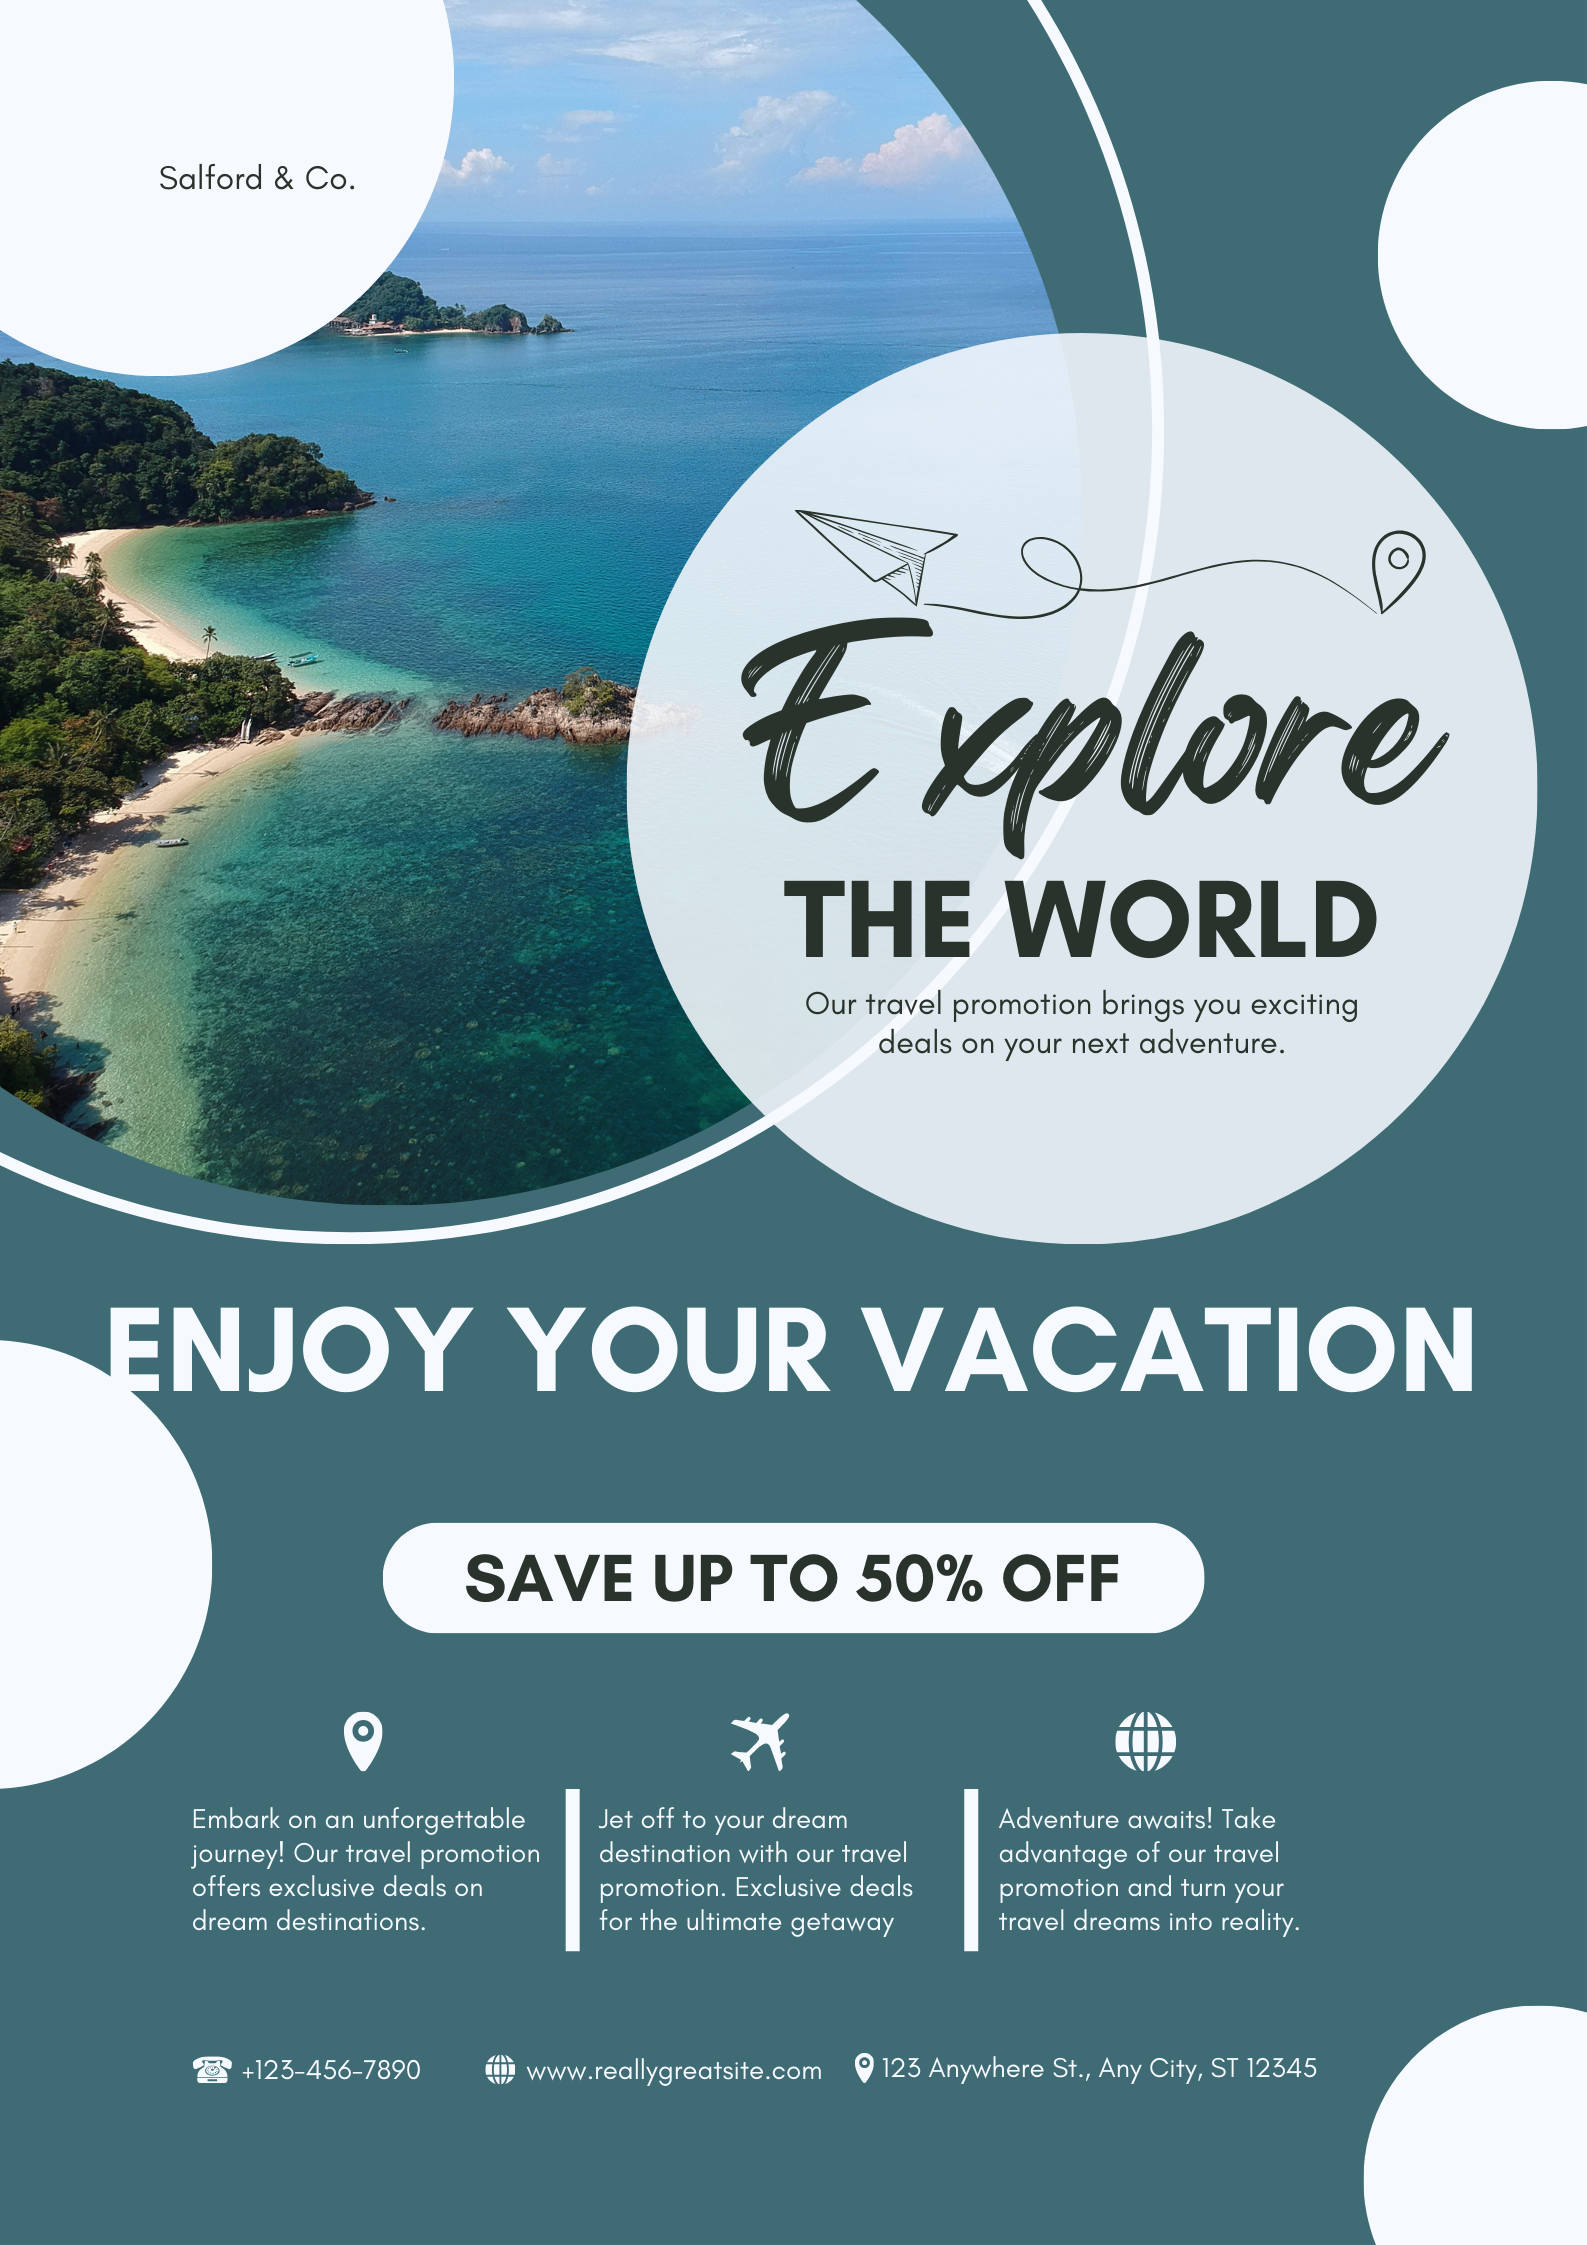 Salford & Co.
Explore
THE WORLD
Our travel promotion brings you exciting
deals on your next adventure.
ENJOY YOUR VACATION
SAVE UP TO 50% OFF
Embark on an unforgettable
journey! Our travel promotion
offers exclusive deals on
dream destinations.
Jet off to your dream
destination with our travel
promotion. Exclusive deals
for the ultimate getaway
Adventure awaits! Take
advantage of our travel
promotion and turn your
travel dreams into reality.
+123-456-7890
www.reallygreatsite.com
123 Anywhere St., Any City, ST 12345